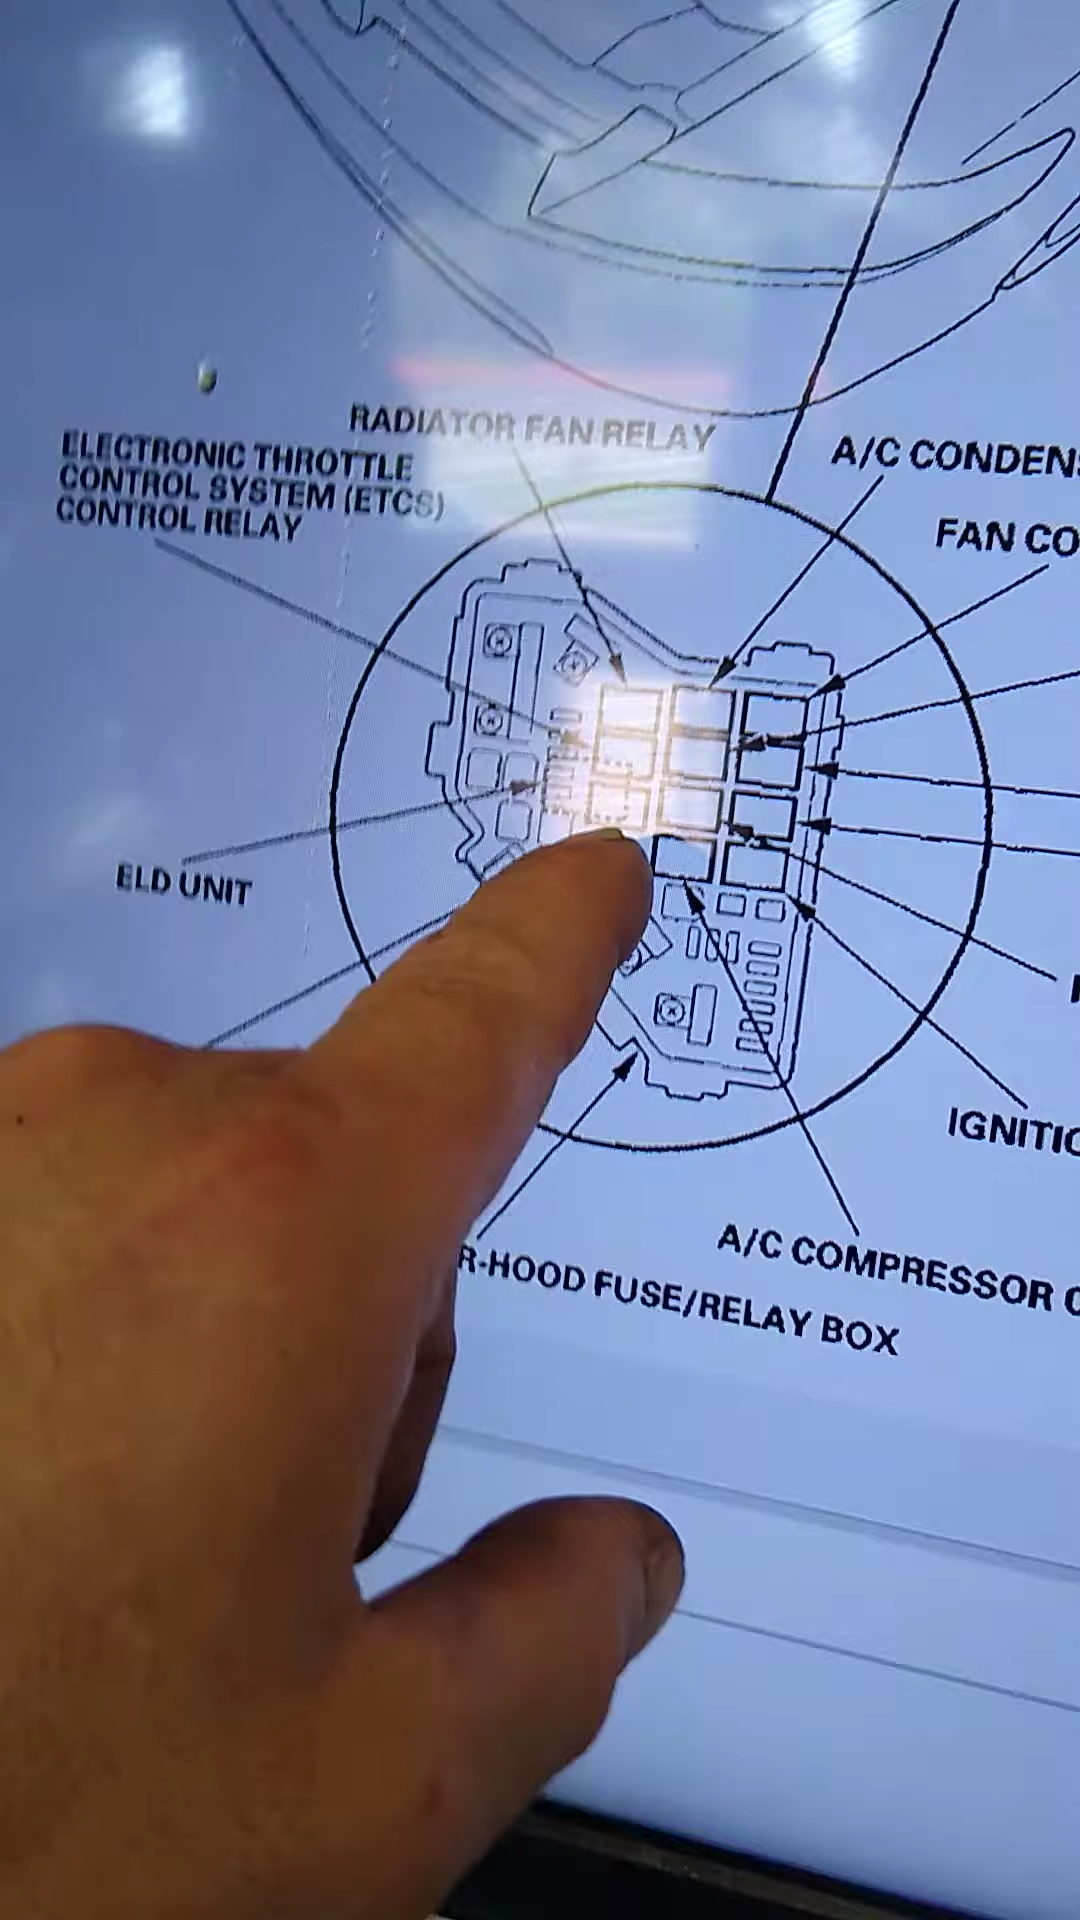 RADIATOR FAN RELAY
ELECTRONIC THROTTLE
CONTROL SYSTEM (ETCS)
CONTROL RELAY
A/C CONDENS
FAN CO
ELD UNIT
IGNITIO
A/C COMPRESSOR C
R-HOOD FUSE/RELAY BOX